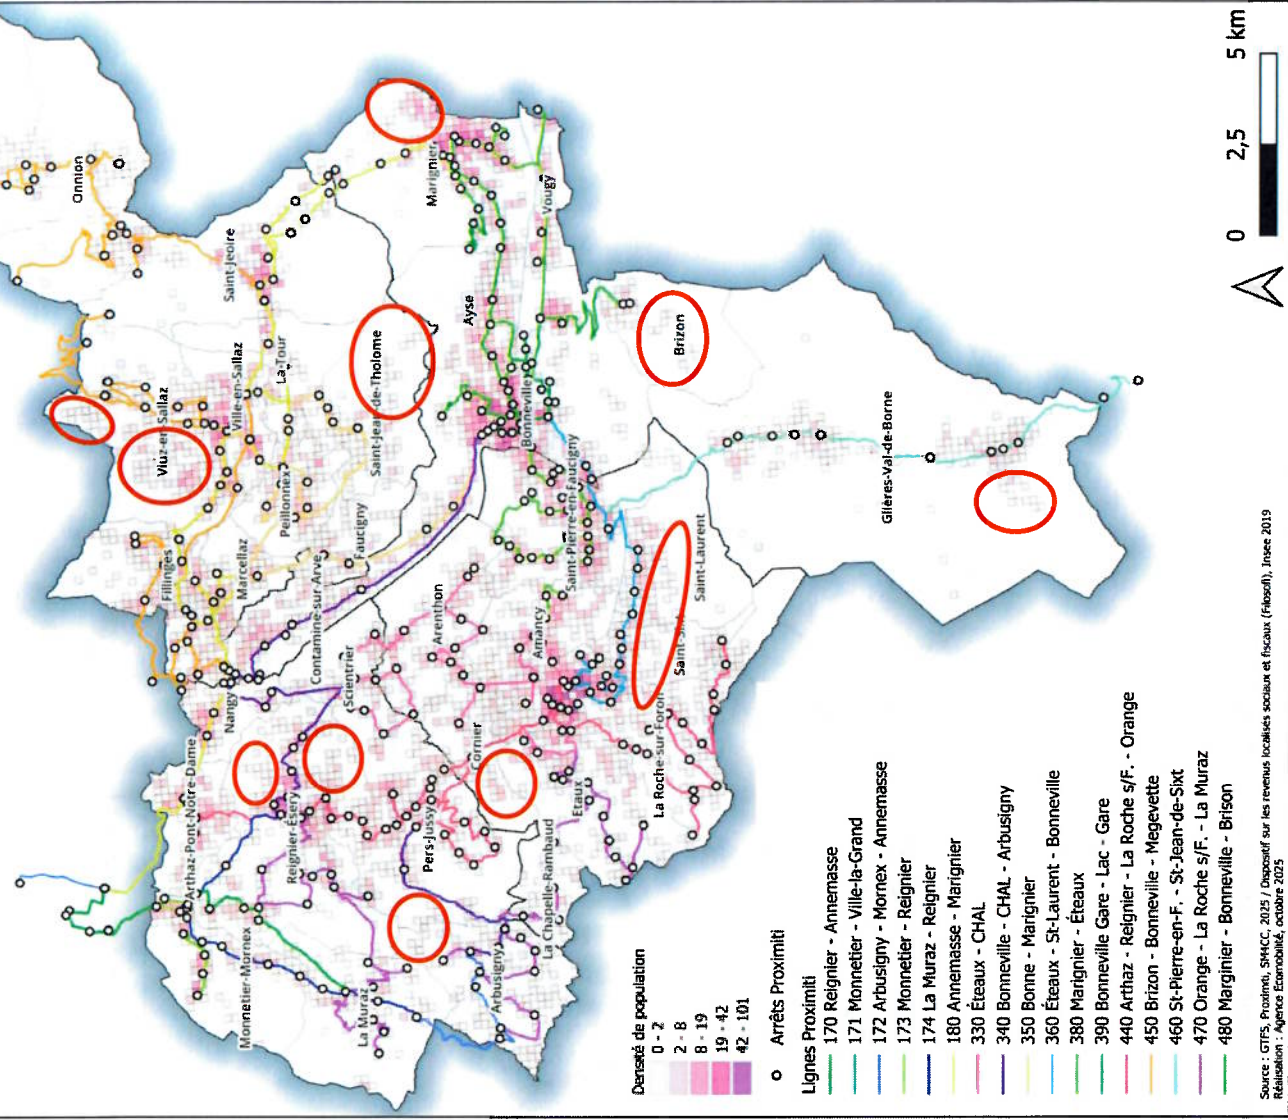 Onnion
Saint-Jeoire
Marignier
Vougy
Viuz-en-Sallaz
Ville-en-Sallaz
La Tour
Saint-Jean-de-Tholome
Ayse
Brizon
Bonneville
Peillonnex
Fillinges
Marcellaz
Faucigny
Contamine-sur-Arve
Saint-Pierre-en-Faucigny
Glières-Val-de-Borne
Saint-Laurent
Arenthon
Amancy
Scientrier
Nangy
Cornier
La Roche-sur-Foron
Arthaz-Pont-Notre-Dame
Reignier-Ésery
Pers-Jussy
Etaux
La Chapelle-Rambaud
Monnetier-Mornex
La Muraz
Arbusigny
0 2,5 5 km
Densité de population
0 - 2
2 - 8
8 - 19
19 - 42
42 - 101
Arrêts Proximiti
Lignes Proximiti
170 Reignier - Annemasse
171 Monnetier - Ville-la-Grand
172 Arbusigny - Mornex - Annemasse
173 Monnetier - Reignier
174 La Muraz - Reignier
180 Annemasse - Marignier
330 Éteaux - CHAL
340 Bonneville - CHAL - Arbusigny
350 Bonne - Marignier
360 Éteaux - St-Laurent - Bonneville
380 Marignier - Éteaux
390 Bonneville Gare - Lac - Gare
440 Arthaz - Reignier - La Roche s/F. - Orange
450 Brizon - Bonneville - Megevette
460 St-Pierre-en-F. - St-Jean-de-Sixt
470 Orange - La Roche s/F. - La Muraz
480 Marginier - Bonneville - Brison
Source : GTFS, Proximiti, SM4CC, 2025 / Dispositif sur les revenus localisés sociaux et fiscaux (Filosofi), Insee 2019
Réalisation : Agence Ecomobilité, octobre 2025